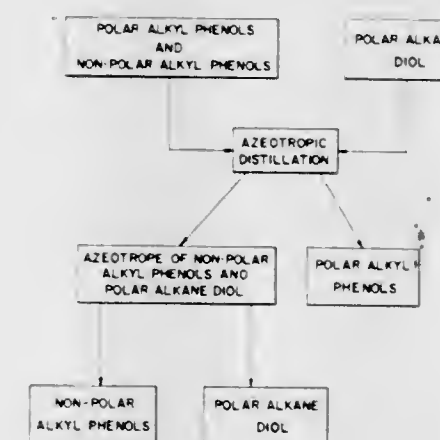 POLAR ALKYL PHENOLS
AND
NON-POLAR ALKYL PHENOLS
POLAR ALKA
DIOL
AZEOTROPIC
DISTILLATION
AZEOTROPE OF NON-POLAR
ALKYL PHENOLS AND
POLAR ALKANE DIOL
POLAR ALKYL
PHENOLS
NON-POLAR
ALKYL PHENOLS
POLAR ALKANE
DIOL